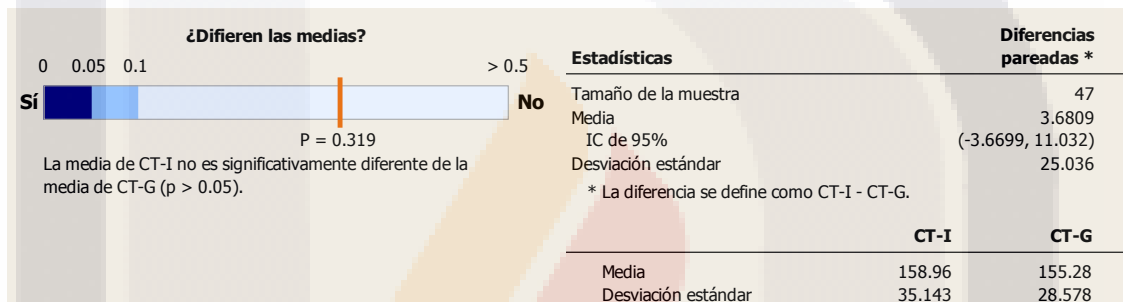 ¿Difieren las medias?
0 0.05 0.1 > 0.5
Sí No
P = 0.319
La media de CT-I no es significativamente diferente de la
media de CT-G (p > 0.05).
Diferencias
Estadísticas pareadas *
Tamaño de la muestra 47
Media 3.6809
IC de 95% (-3.6699, 11.032)
Desviación estándar 25.036
* La diferencia se define como CT-I - CT-G.
CT-I CT-G
Media 158.96 155.28
Desviación estándar 35.143 28.578